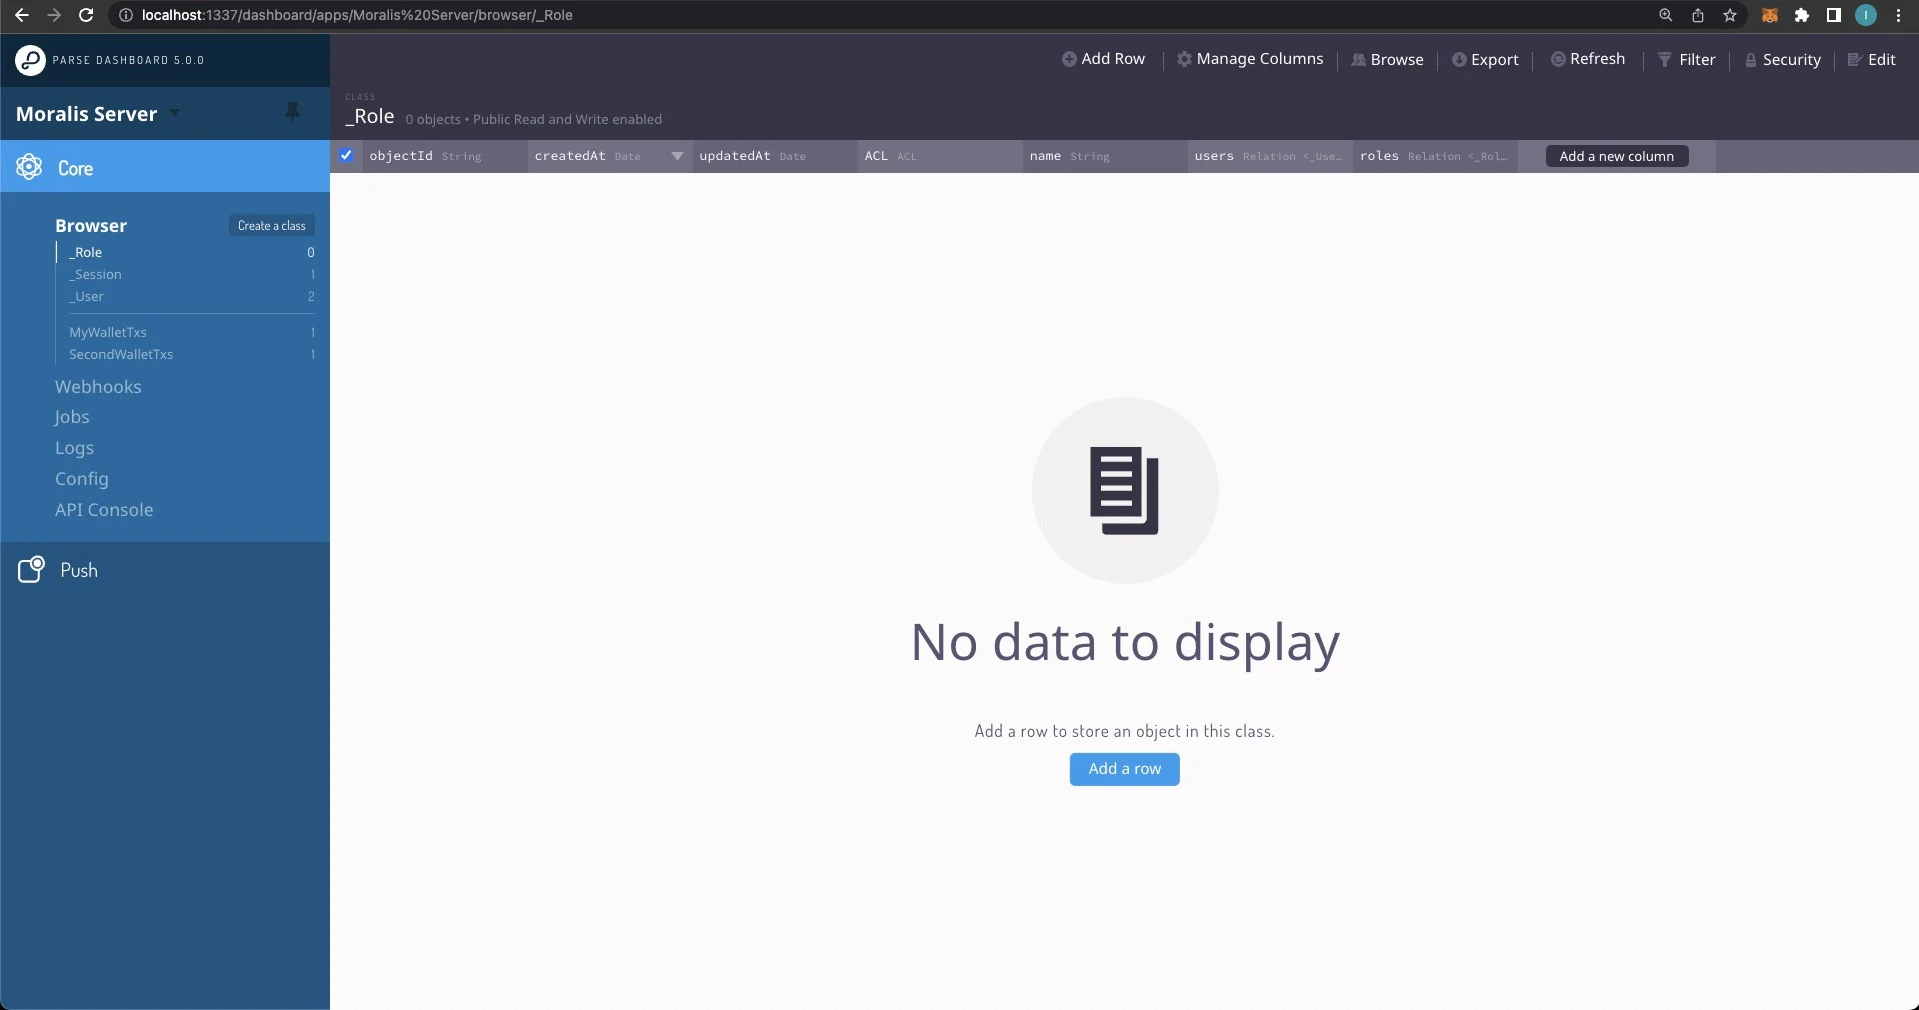 localhost:1337/dashboard/apps/Moralis%20Server/browser/_Role
I
PARSE DASHBOARD 5.0.0
Add Row
Manage Columns
Browse
Export
Refresh
Filter
Security
Edit
Moralis Server
CLASS
_Role 0 objects • Public Read and Write enabled
objectId String
createdAt Date
updatedAt Date
ACL ACL
name String
users Relation <_Use…
roles Relation <_Rol…
Add a new column
Core
Browser
Create a class
_Role 0
_Session 1
_User 2
MyWalletTxs 1
SecondWalletTxs 1
Webhooks
Jobs
Logs
Config
API Console
Push
No data to display
Add a row to store an object in this class.
Add a row